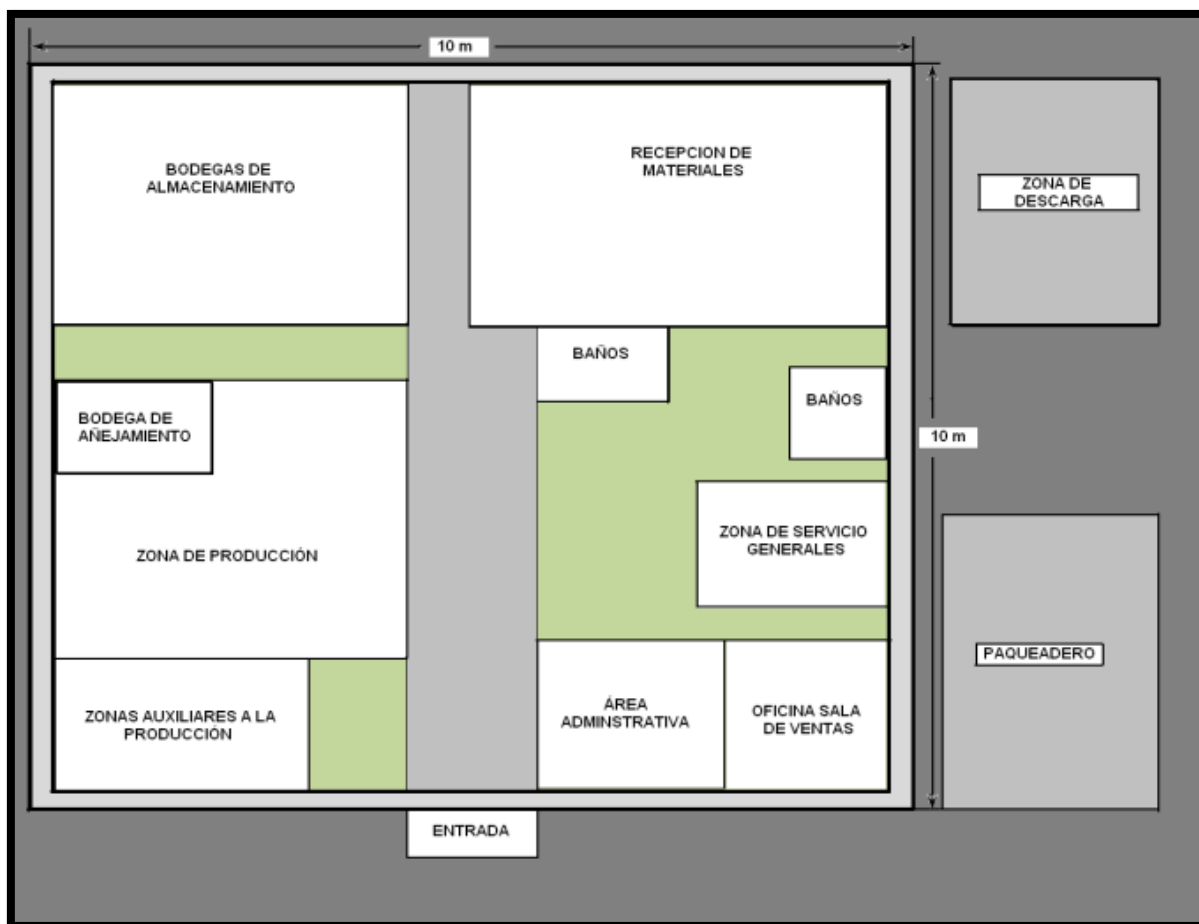 10 m
BODEGAS DE
ALMACENAMIENTO
RECEPCION DE
MATERIALES
ZONA DE
DESCARGA
BAÑOS
BAÑOS
BODEGA DE
AÑEJAMIENTO
10 m
ZONA DE SERVICIO
GENERALES
ZONA DE PRODUCCIÓN
PAQUEADERO
ZONAS AUXILIARES A LA
PRODUCCIÓN
ÁREA
ADMINSTRATIVA
OFICINA SALA
DE VENTAS
ENTRADA